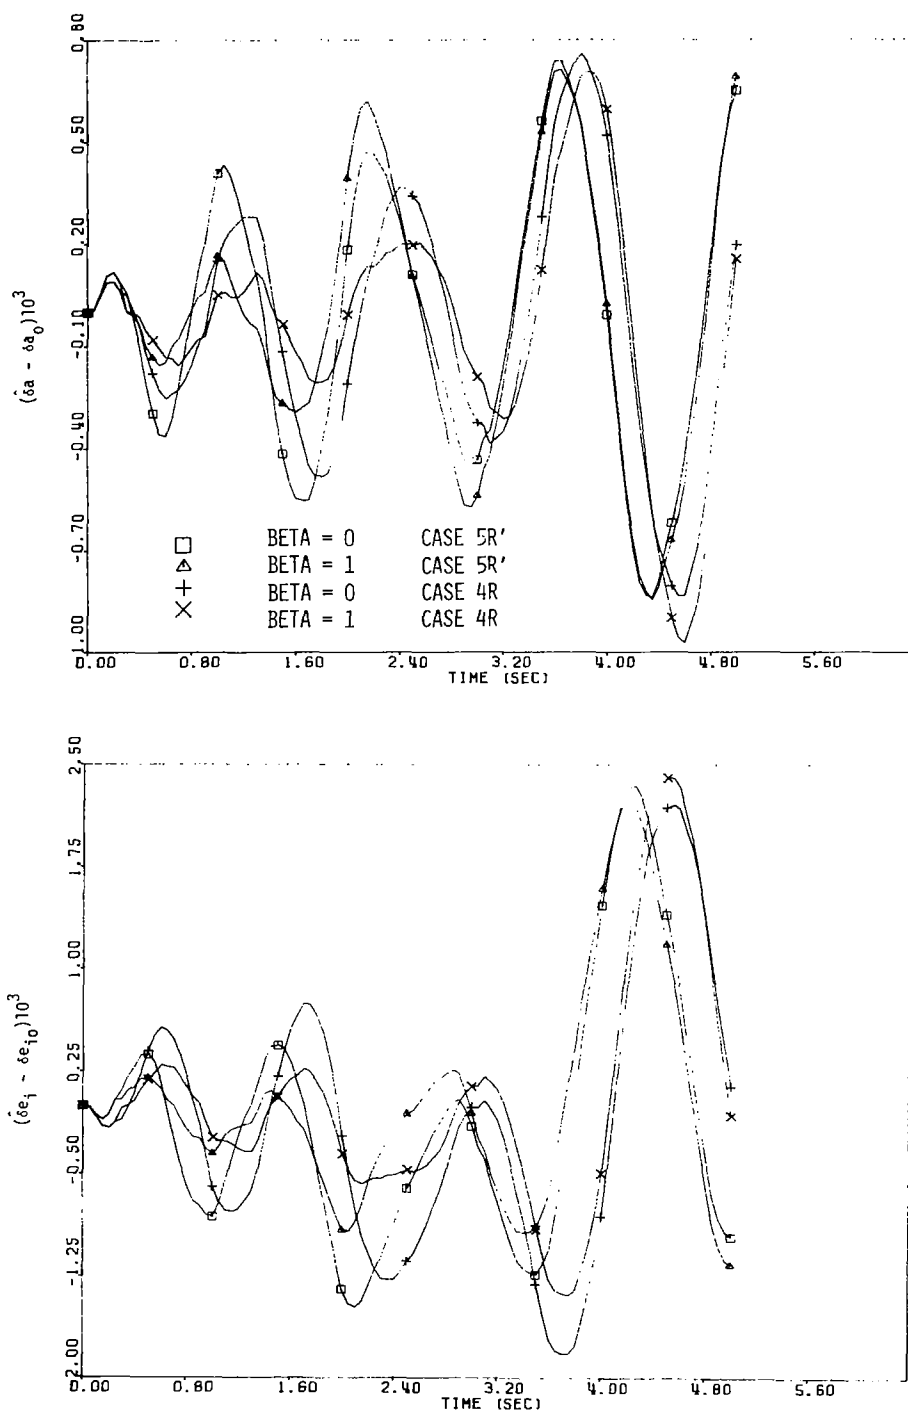 0.80
0.50
0.20
-0.10
-0.40
-0.70
-1.00
(δ̂a - δa₀)10³
BETA = 0 CASE 5R'
BETA = 1 CASE 5R'
BETA = 0 CASE 4R
BETA = 1 CASE 4R
0.00 0.80 1.60 2.40 3.20 4.00 4.80 5.60
TIME (SEC)
2.50
1.75
1.00
0.25
-0.50
-1.25
-2.00
(δ̂eᵢ - δeᵢ₀)10³
0.00 0.80 1.60 2.40 3.20 4.00 4.80 5.60
TIME (SEC)